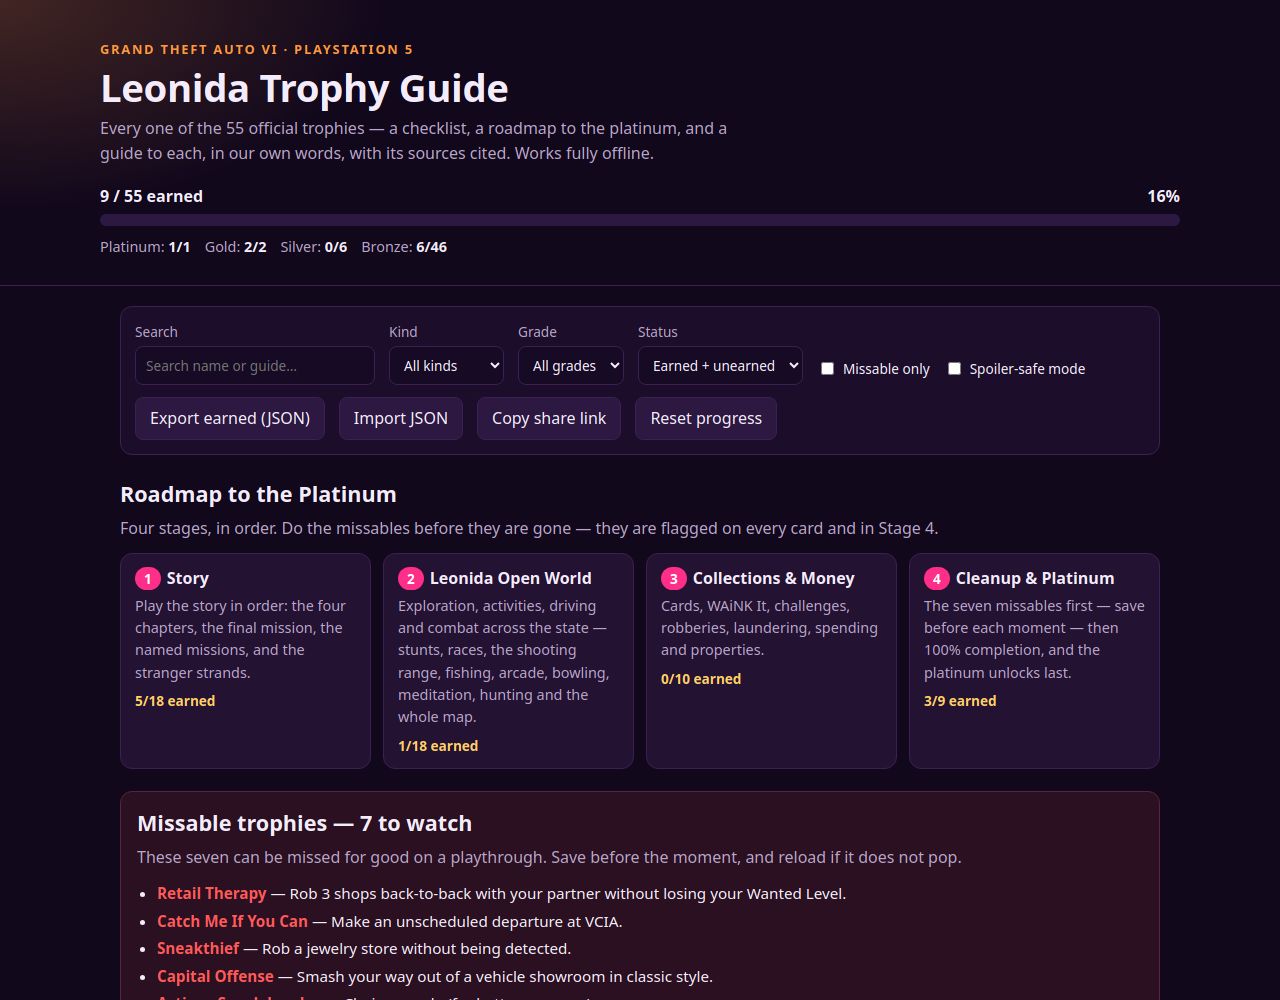 GRAND THEFT AUTO VI · PLAYSTATION 5
Leonida Trophy Guide
Every one of the 55 official trophies — a checklist, a roadmap to the platinum, and a
guide to each, in our own words, with its sources cited. Works fully offline.
9 / 55 earned
16%
Platinum: 1/1 Gold: 2/2 Silver: 0/6 Bronze: 6/46
Search
Kind
Grade
Status
Search name or guide...
All kinds
All grades
Earned + unearned
Missable only
Spoiler-safe mode
Export earned (JSON)
Import JSON
Copy share link
Reset progress
Roadmap to the Platinum
Four stages, in order. Do the missables before they are gone — they are flagged on every card and in Stage 4.
1 Story
Play the story in order: the four
chapters, the final mission, the
named missions, and the
stranger strands.
5/18 earned
2 Leonida Open World
Exploration, activities, driving
and combat across the state —
stunts, races, the shooting
range, fishing, arcade, bowling,
meditation, hunting and the
whole map.
1/18 earned
3 Collections & Money
Cards, WAiNK It, challenges,
robberies, laundering, spending
and properties.
0/10 earned
4 Cleanup & Platinum
The seven missables first — save
before each moment — then
100% completion, and the
platinum unlocks last.
3/9 earned
Missable trophies — 7 to watch
These seven can be missed for good on a playthrough. Save before the moment, and reload if it does not pop.
Retail Therapy — Rob 3 shops back-to-back with your partner without losing your Wanted Level.
Catch Me If You Can — Make an unscheduled departure at VCIA.
Sneakthief — Rob a jewelry store without being detected.
Capital Offense — Smash your way out of a vehicle showroom in classic style.